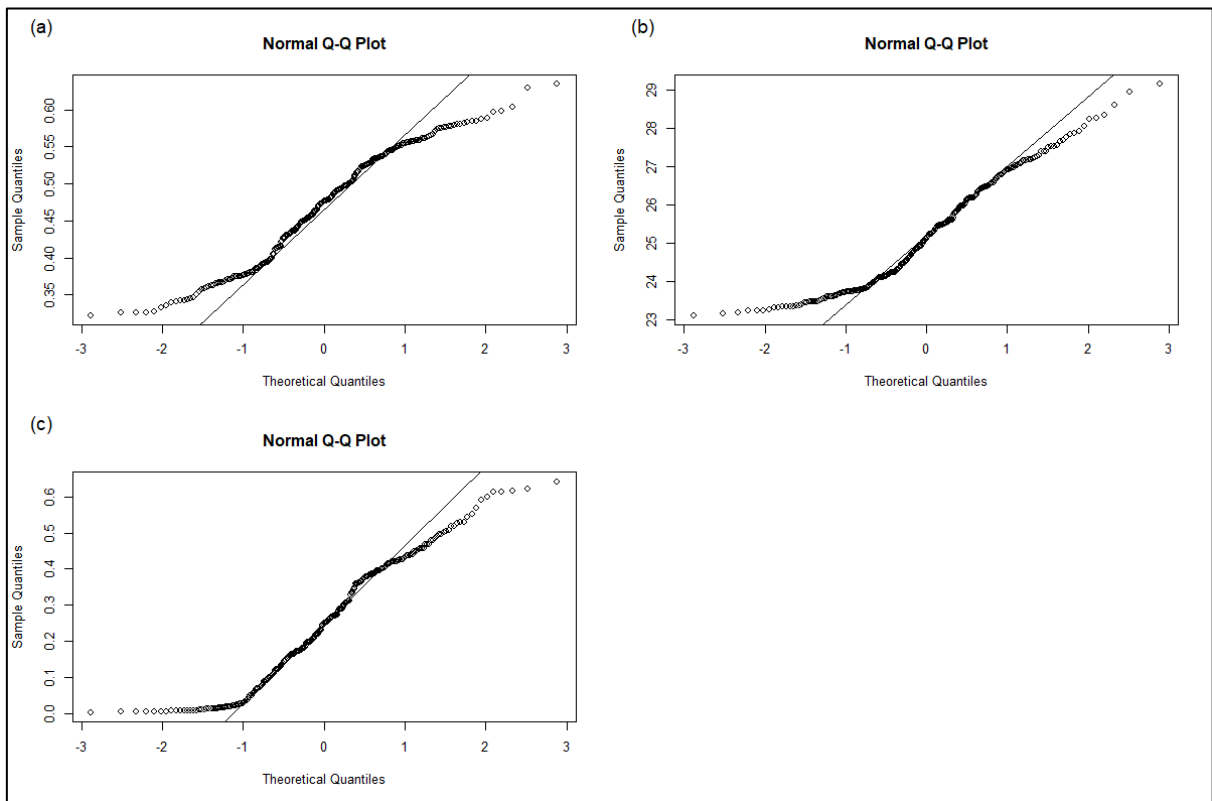 (a)
Normal Q-Q Plot
Sample Quantiles
0.60
0.55
0.50
0.45
0.40
0.35
-3 -2 -1 0 1 2 3
Theoretical Quantiles
(b)
Normal Q-Q Plot
Sample Quantiles
29
28
27
26
25
24
23
-3 -2 -1 0 1 2 3
Theoretical Quantiles
(c)
Normal Q-Q Plot
Sample Quantiles
0.6
0.5
0.4
0.3
0.2
0.1
0.0
-3 -2 -1 0 1 2 3
Theoretical Quantiles